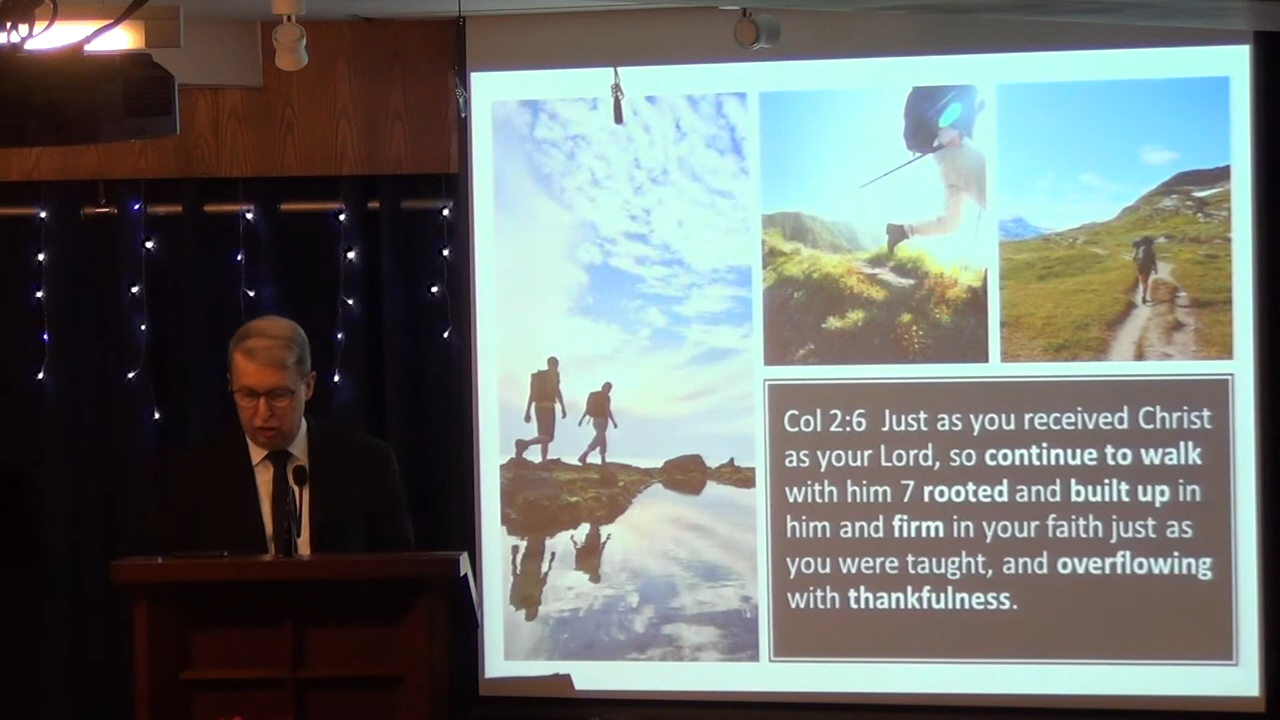 Col 2:6 Just as you received Christ
as your Lord, so continue to walk
with him 7 rooted and built up in
him and firm in your faith just as
you were taught, and overflowing
with thankfulness.